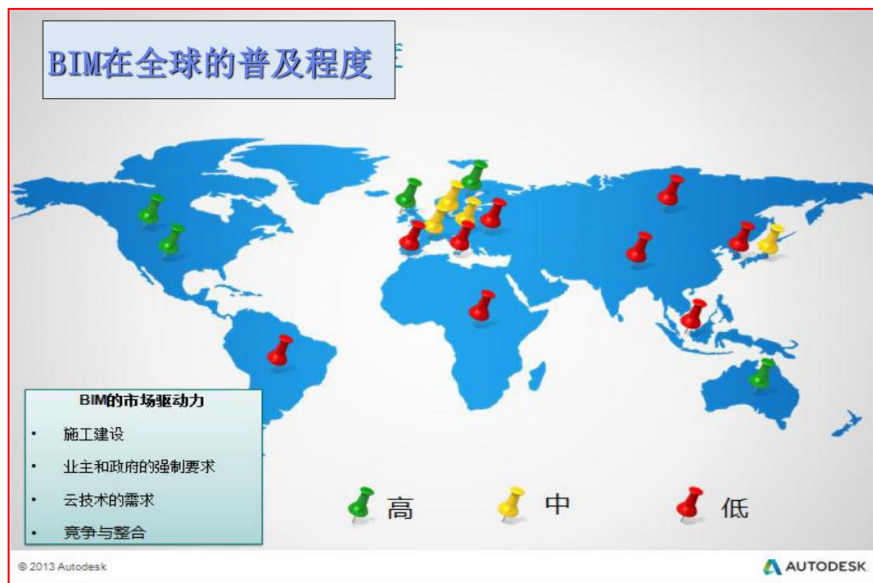 BIM在全球的普及程度
BIM的市场驱动力
• 施工建设
• 业主和政府的强制要求
• 云技术的需求
• 竞争与整合
高
中
低
© 2013 Autodesk
AUTODESK